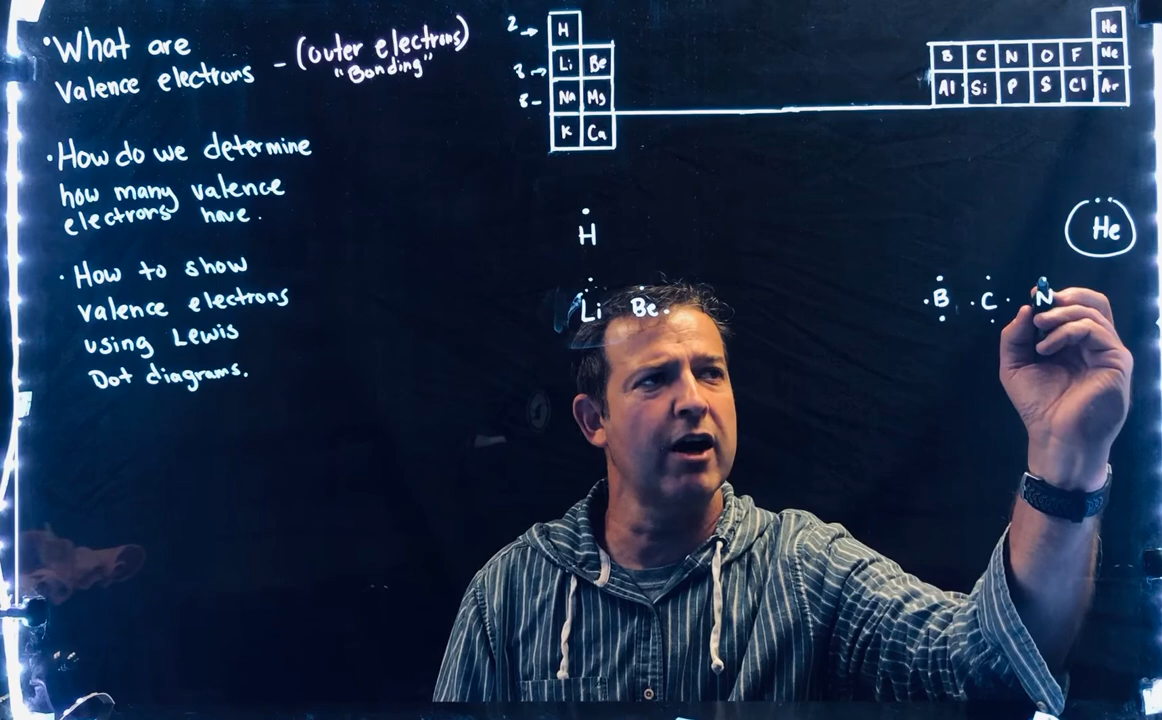 ·What are
Valence electrons - (outer electrons)
"Bonding"
·How do we determine
how many valence
electrons have.
·How to show
valence electrons
using Lewis
Dot diagrams.
2→ H He
8→ Li Be B C N O F Ne
8- Na Mg Al Si P S Cl Ar
K Ca
H He
Li Be B C N